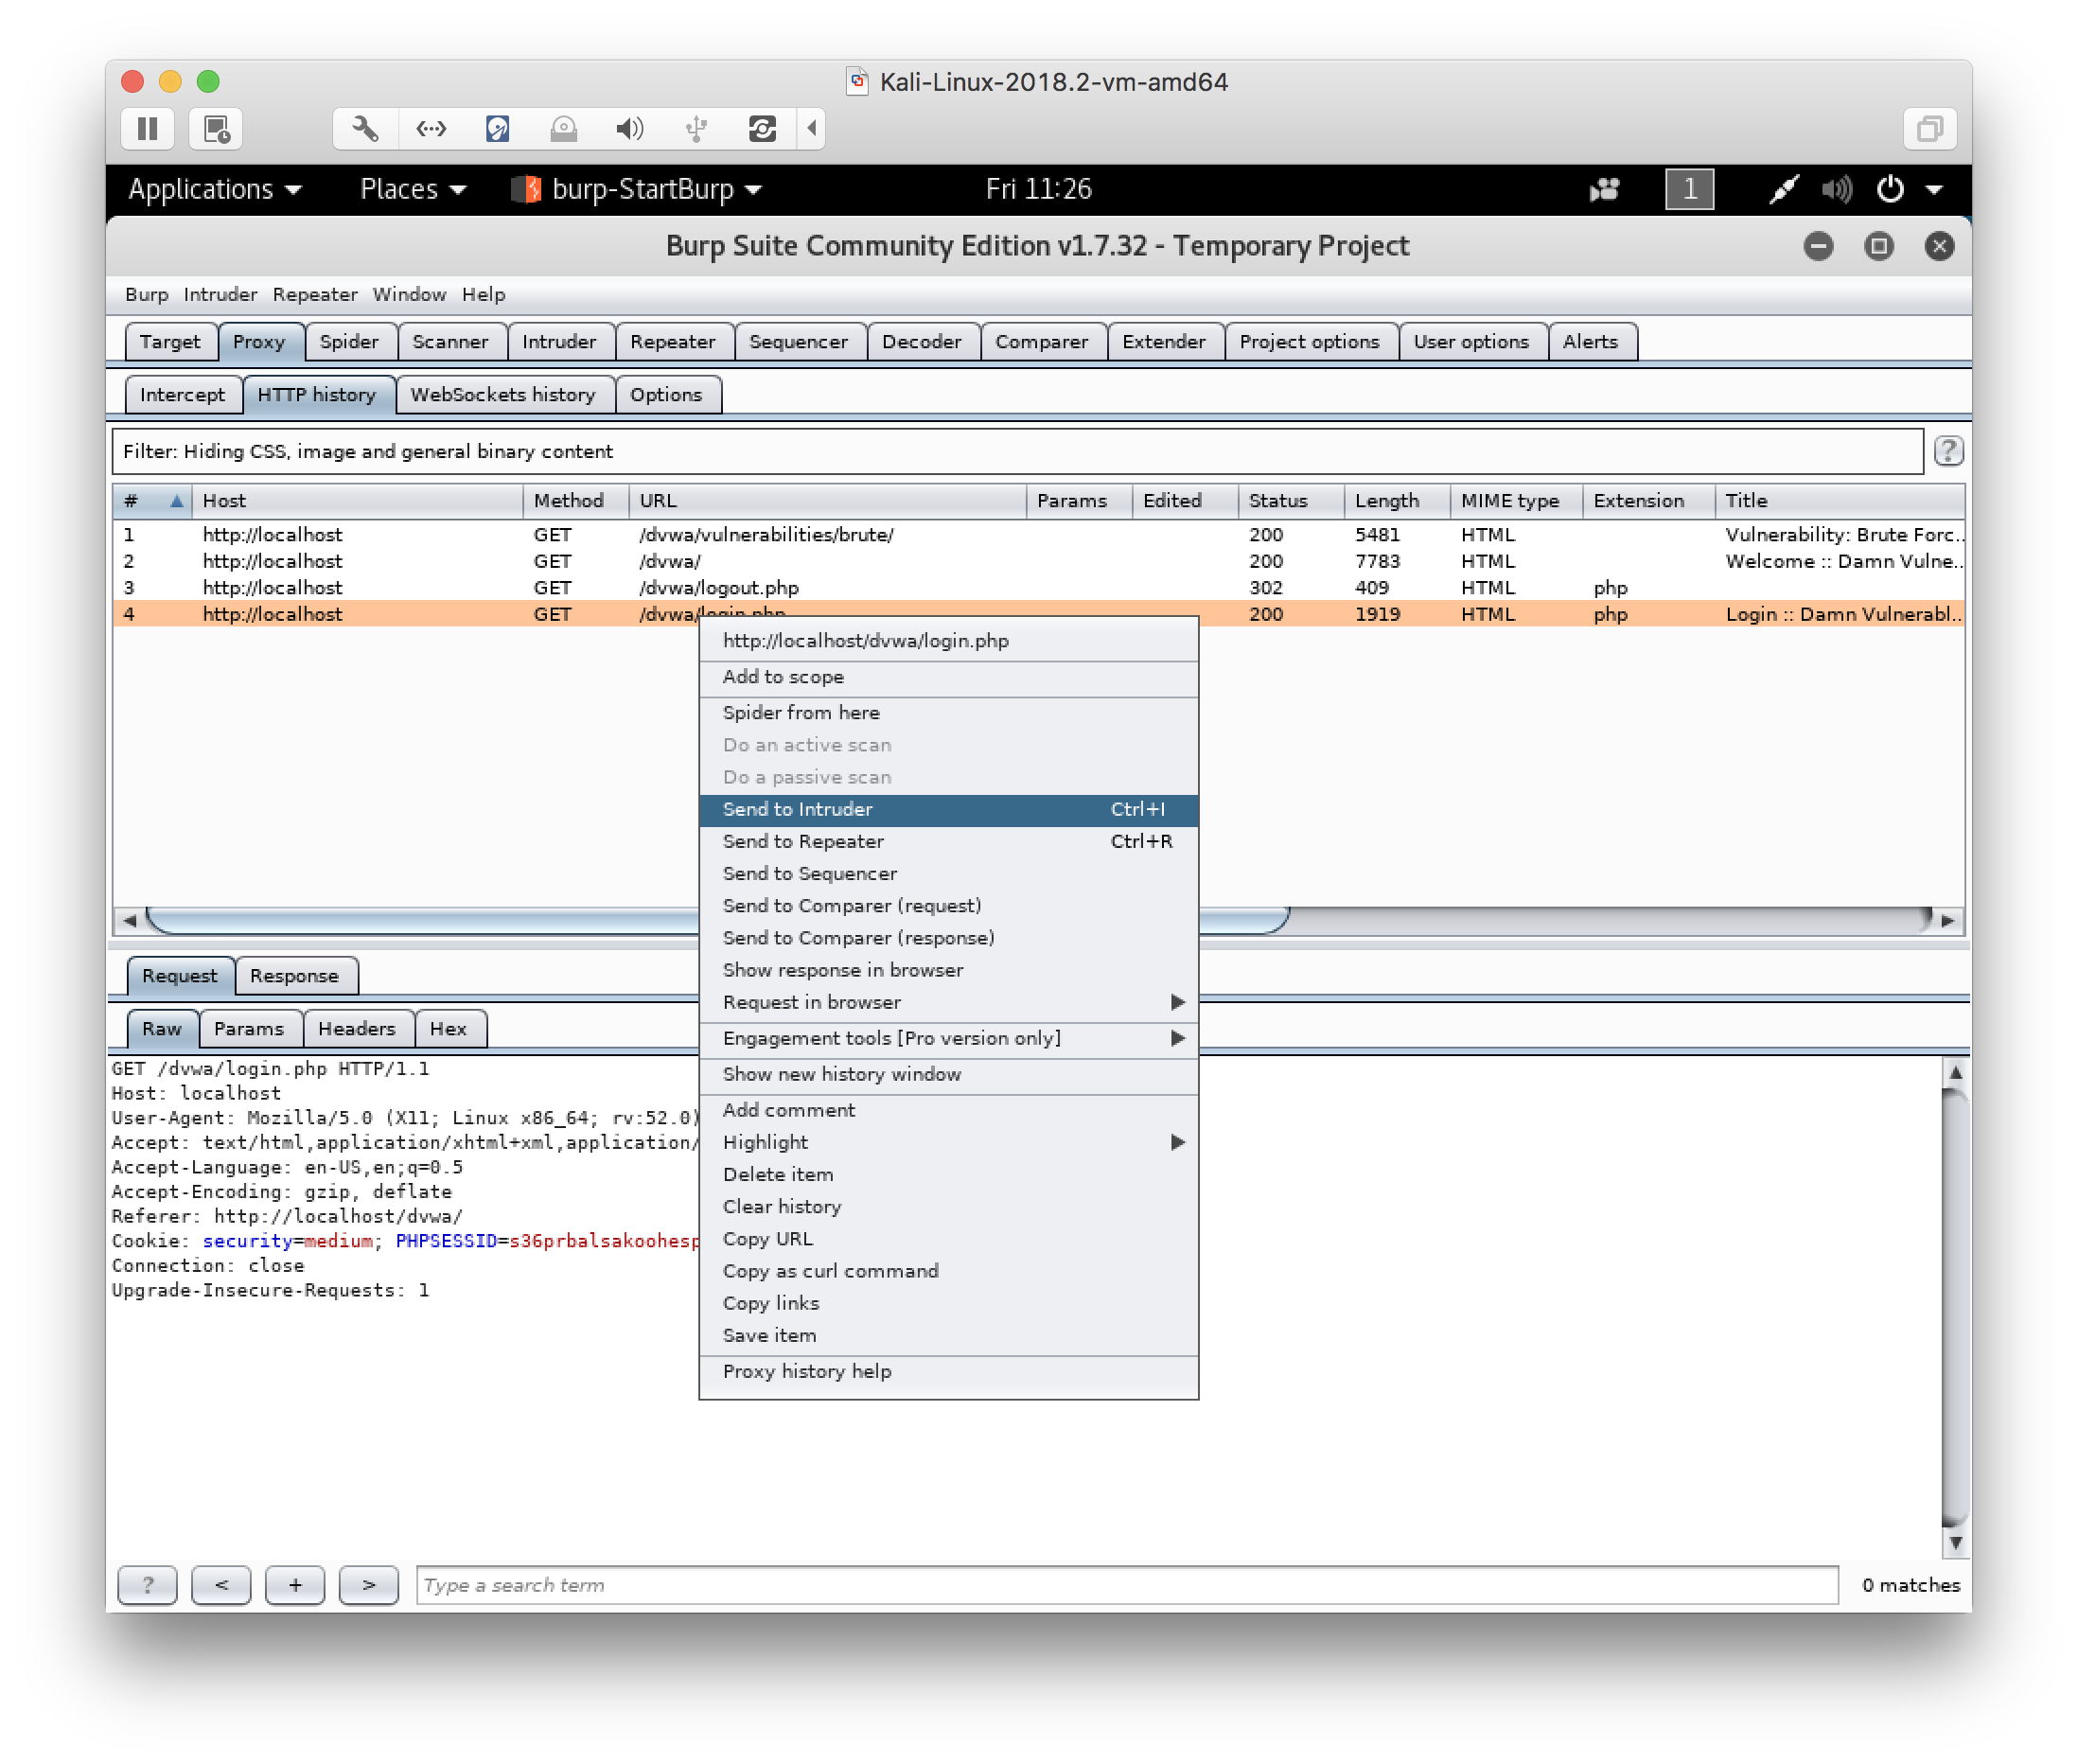 Kali-Linux-2018.2-vm-amd64
Applications Places burp-StartBurp Fri 11:26 1
Burp Suite Community Edition v1.7.32 - Temporary Project
Burp Intruder Repeater Window Help
Target Proxy Spider Scanner Intruder Repeater Sequencer Decoder Comparer Extender Project options User options Alerts
Intercept HTTP history WebSockets history Options
Filter: Hiding CSS, image and general binary content ?
# Host Method URL Params Edited Status Length MIME type Extension Title
1 http://localhost GET /dvwa/vulnerabilities/brute/ 200 5481 HTML Vulnerability: Brute Forc...
2 http://localhost GET /dvwa/ 200 7783 HTML Welcome :: Damn Vulne...
3 http://localhost GET /dvwa/logout.php 302 409 HTML php
4 http://localhost GET /dvwa/login.php 200 1919 HTML php Login :: Damn Vulnerabl...
http://localhost/dvwa/login.php
Add to scope
Spider from here
Do an active scan
Do a passive scan
Send to Intruder Ctrl+I
Send to Repeater Ctrl+R
Send to Sequencer
Send to Comparer (request)
Send to Comparer (response)
Show response in browser
Request in browser
Engagement tools [Pro version only]
Show new history window
Add comment
Highlight
Delete item
Clear history
Copy URL
Copy as curl command
Copy links
Save item
Proxy history help
Request Response
Raw Params Headers Hex
GET /dvwa/login.php HTTP/1.1
Host: localhost
User-Agent: Mozilla/5.0 (X11; Linux x86_64; rv:52.0)
Accept: text/html,application/xhtml+xml,application/
Accept-Language: en-US,en;q=0.5
Accept-Encoding: gzip, deflate
Referer: http://localhost/dvwa/
Cookie: security=medium; PHPSESSID=s36prbalsakoohesp
Connection: close
Upgrade-Insecure-Requests: 1
? < + > Type a search term 0 matches